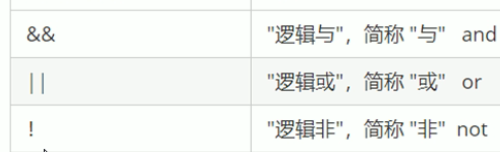 && "逻辑与"，简称 "与" and
|| "逻辑或"，简称 "或" or
! "逻辑非"，简称 "非" not